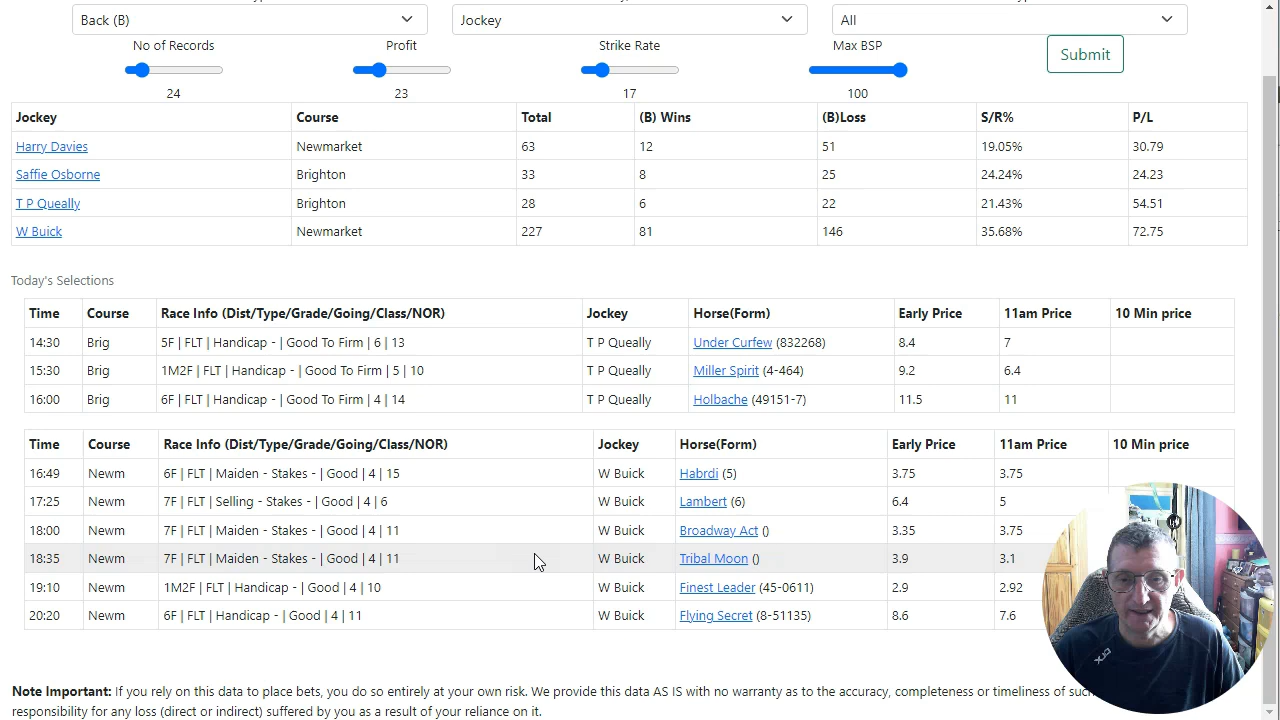 Back (B) Jockey All
No of Records Profit Strike Rate Max BSP
Submit
24 23 17 100
Jockey Course Total (B) Wins (B)Loss S/R% P/L
Harry Davies Newmarket 63 12 51 19.05% 30.79
Saffie Osborne Brighton 33 8 25 24.24% 24.23
T P Queally Brighton 28 6 22 21.43% 54.51
W Buick Newmarket 227 81 146 35.68% 72.75
Today's Selections
Time Course Race Info (Dist/Type/Grade/Going/Class/NOR) Jockey Horse(Form) Early Price 11am Price 10 Min price
14:30 Brig 5F | FLT | Handicap - | Good To Firm | 6 | 13 T P Queally Under Curfew (832268) 8.4 7
15:30 Brig 1M2F | FLT | Handicap - | Good To Firm | 5 | 10 T P Queally Miller Spirit (4-464) 9.2 6.4
16:00 Brig 6F | FLT | Handicap - | Good To Firm | 4 | 14 T P Queally Holbache (49151-7) 11.5 11
Time Course Race Info (Dist/Type/Grade/Going/Class/NOR) Jockey Horse(Form) Early Price 11am Price 10 Min price
16:49 Newm 6F | FLT | Maiden - Stakes - | Good | 4 | 15 W Buick Habrdi (5) 3.75 3.75
17:25 Newm 7F | FLT | Selling - Stakes - | Good | 4 | 6 W Buick Lambert (6) 6.4 5
18:00 Newm 7F | FLT | Maiden - Stakes - | Good | 4 | 11 W Buick Broadway Act () 3.35 3.75
18:35 Newm 7F | FLT | Maiden - Stakes - | Good | 4 | 11 W Buick Tribal Moon () 3.9 3.1
19:10 Newm 1M2F | FLT | Handicap - | Good | 4 | 10 W Buick Finest Leader (45-0611) 2.9 2.92
20:20 Newm 6F | FLT | Handicap - | Good | 4 | 11 W Buick Flying Secret (8-51135) 8.6 7.6
Note Important: If you rely on this data to place bets, you do so entirely at your own risk. We provide this data AS IS with no warranty as to the accuracy, completeness or timeliness of
responsibility for any loss (direct or indirect) suffered by you as a result of your reliance on it.